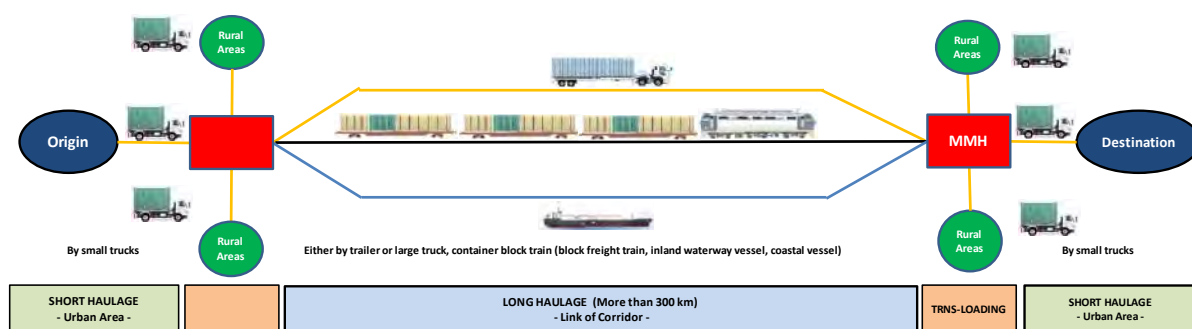 Rural
Areas
Rural
Areas
Origin
MMH
Destination
Rural
Areas
Rural
Areas
By small trucks
Either by trailer or large truck, container block train (block freight train, inland waterway vessel, coastal vessel)
By small trucks
SHORT HAULAGE
- Urban Area -
LONG HAULAGE  (More than 300 km)
- Link of Corridor -
TRNS-LOADING
SHORT HAULAGE
- Urban Area -